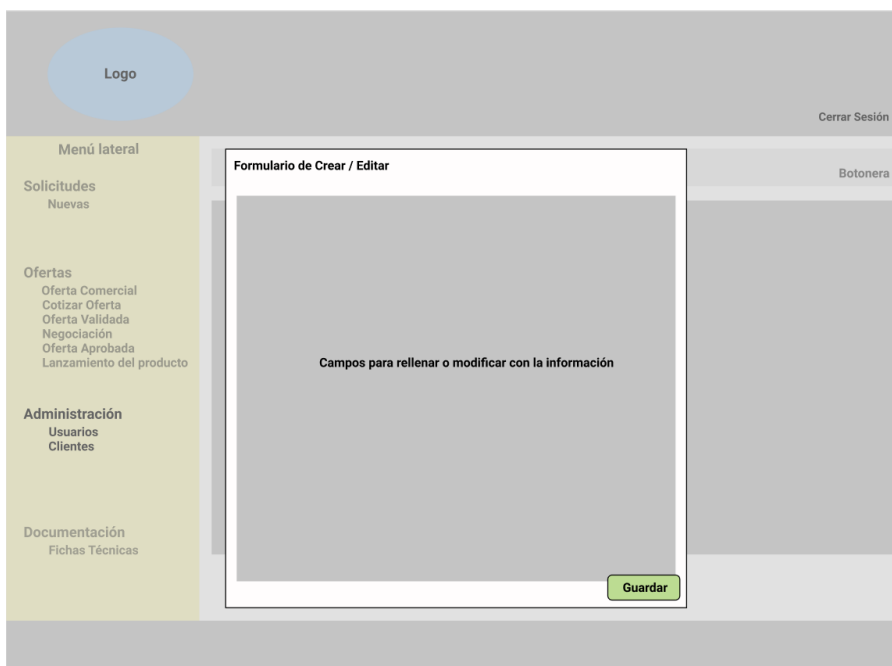 Logo
Cerrar Sesión
Menú lateral
Formulario de Crear / Editar
Botonera
Solicitudes
Nuevas
Ofertas
Oferta Comercial
Cotizar Oferta
Oferta Validada
Negociación
Oferta Aprobada
Lanzamiento del producto
Campos para rellenar o modificar con la información
Administración
Usuarios
Clientes
Documentación
Fichas Técnicas
Guardar